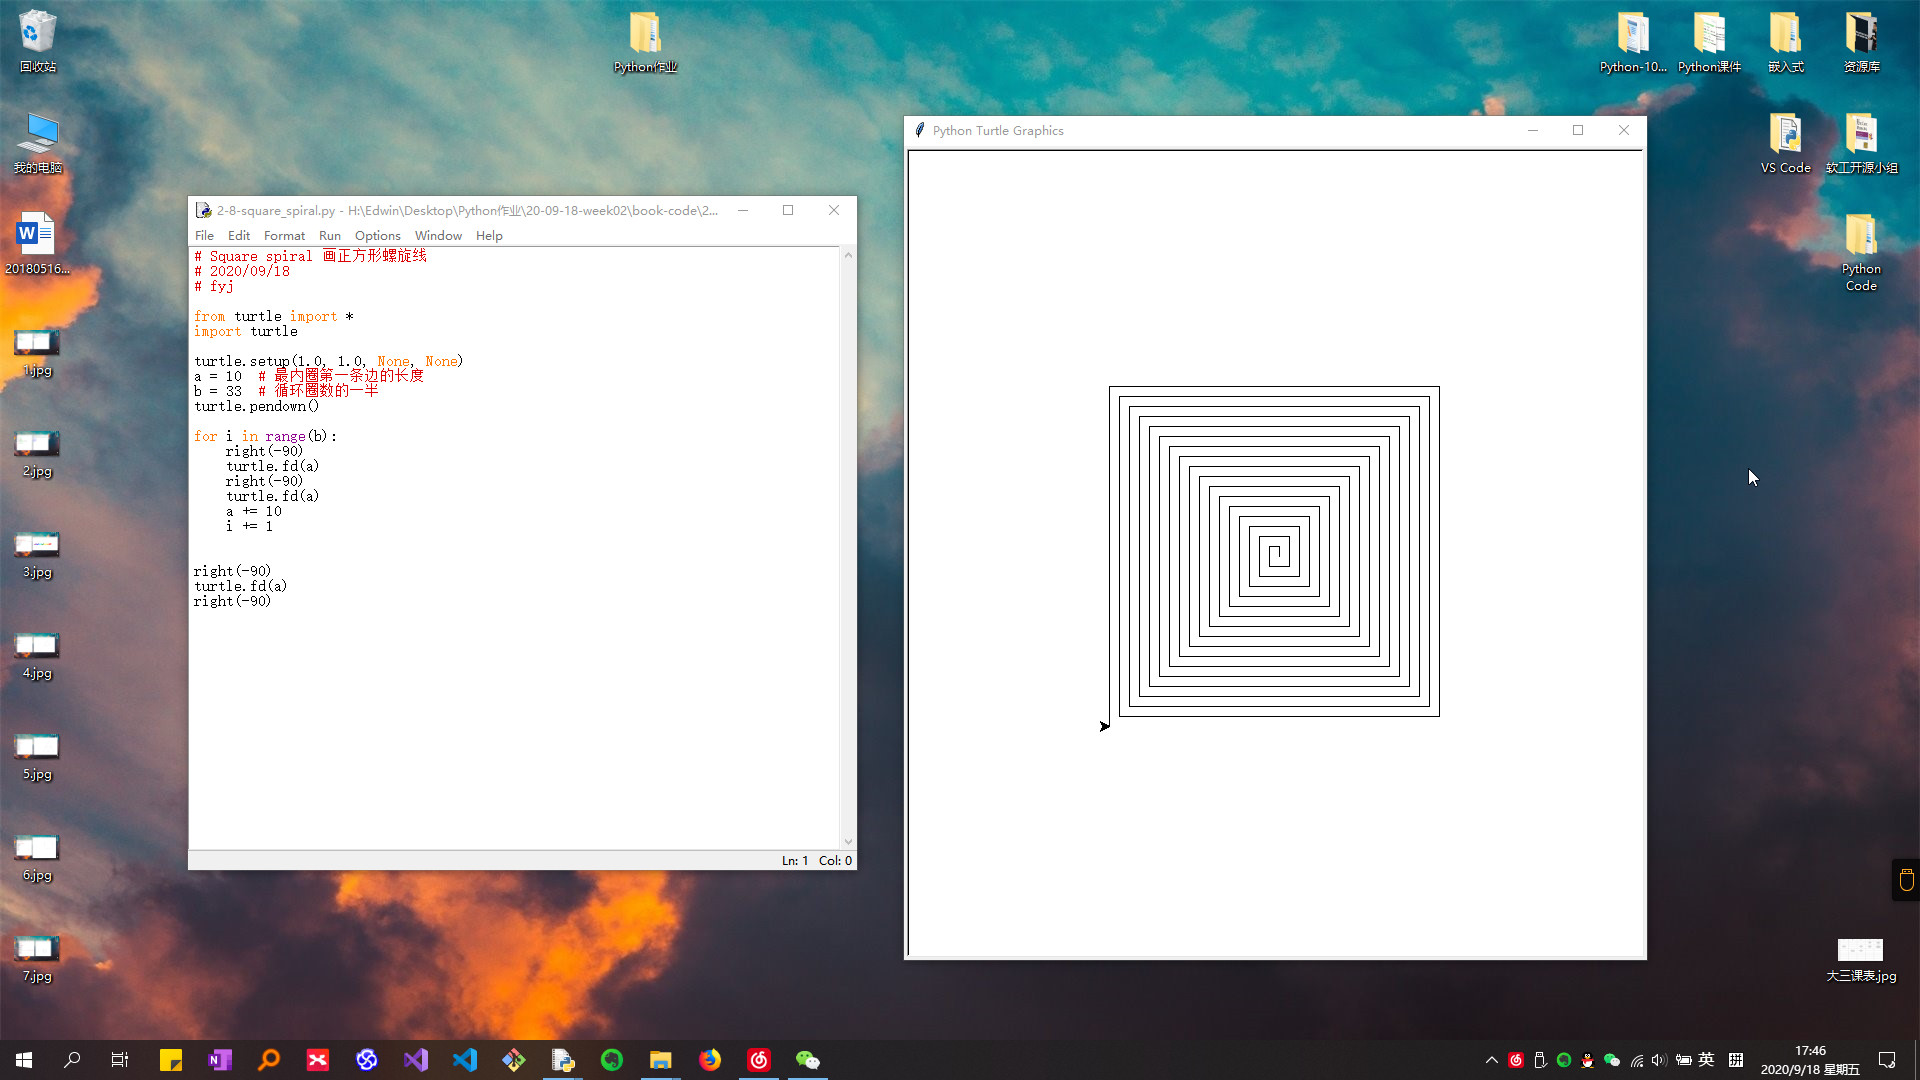 回收站
Python作业
Python-10...
Python课件
嵌入式
资源库
我的电脑
VS Code
软工开源小组
20180516...
Python
Code
1.jpg
2.jpg
3.jpg
4.jpg
5.jpg
6.jpg
7.jpg
大三课表.jpg
2-8-square_spiral.py - H:\Edwin\Desktop\Python作业\20-09-18-week02\book-code\2...
File Edit Format Run Options Window Help
# Square spiral 画正方形螺旋线
# 2020/09/18
# fyj
from turtle import *
import turtle
turtle.setup(1.0, 1.0, None, None)
a = 10  # 最内圈第一条边的长度
b = 33  # 循环圈数的一半
turtle.pendown()
for i in range(b):
    right(-90)
    turtle.fd(a)
    right(-90)
    turtle.fd(a)
    a += 10
    i += 1
right(-90)
turtle.fd(a)
right(-90)
Ln: 1 Col: 0
Python Turtle Graphics
英
17:46
2020/9/18 星期五